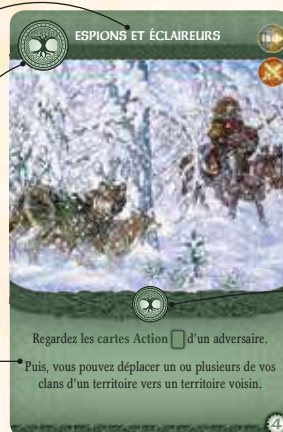 ESPIONS ET ÉCLAIREURS
Regardez les cartes Action d'un adversaire.
Puis, vous pouvez déplacer un ou plusieurs de vos
clans d'un territoire vers un territoire voisin.
4